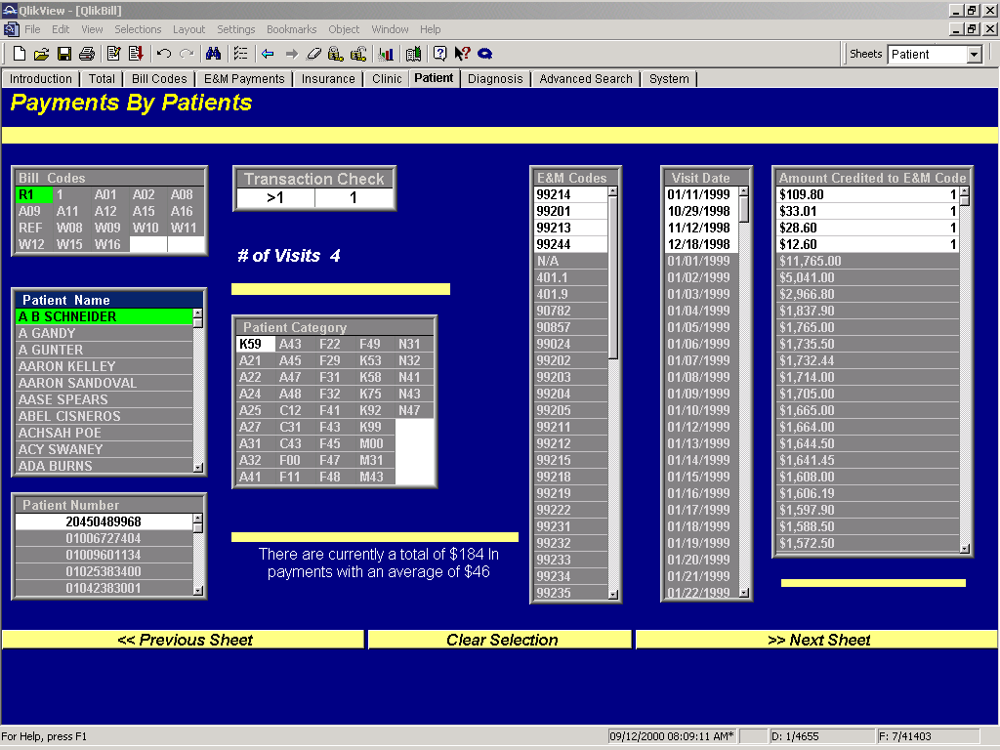 QlikView - [QlikBill]
File Edit View Selections Layout Settings Bookmarks Object Window Help
Sheets Patient
Introduction Total Bill Codes E&M Payments Insurance Clinic Patient Diagnosis Advanced Search System
Payments By Patients
Bill Codes
R1 1 A01 A02 A08
A09 A11 A12 A15 A16
REF W08 W09 W10 W11
W12 W15 W16
Patient Name
A B SCHNEIDER
A GANDY
A GUNTER
AARON KELLEY
AARON SANDOVAL
AASE SPEARS
ABEL CISNEROS
ACHSAH POE
ACY SWANEY
ADA BURNS
Patient Number
20450489968
01006727404
01009601134
01025383400
01042383001
Transaction Check
>1 1
# of Visits 4
Patient Category
K59 A43 F22 F49 N31
A21 A45 F29 K53 N32
A22 A47 F31 K58 N41
A24 A48 F32 K75 N43
A25 C12 F41 K92 N47
A27 C31 F43 K99
A31 C43 F45 M00
A32 F00 F47 M31
A41 F11 F48 M43
There are currently a total of $184 In
payments with an average of $46
E&M Codes
99214
99201
99213
99244
N/A
401.1
401.9
90782
90857
99024
99202
99203
99204
99205
99211
99212
99215
99218
99219
99222
99231
99232
99233
99234
99235
Visit Date
01/11/1999
10/29/1998
11/12/1998
12/18/1998
01/01/1999
01/02/1999
01/03/1999
01/04/1999
01/05/1999
01/06/1999
01/07/1999
01/08/1999
01/09/1999
01/10/1999
01/12/1999
01/13/1999
01/14/1999
01/15/1999
01/16/1999
01/17/1999
01/18/1999
01/19/1999
01/20/1999
01/21/1999
01/22/1999
Amount Credited to E&M Code
$109.80 1
$33.01 1
$28.60 1
$12.60 1
$11,765.00
$5,041.00
$2,966.80
$1,837.90
$1,765.00
$1,735.50
$1,732.44
$1,714.00
$1,705.00
$1,665.00
$1,664.00
$1,644.50
$1,641.45
$1,608.00
$1,606.19
$1,597.90
$1,588.50
$1,572.50
<< Previous Sheet
Clear Selection
>> Next Sheet
For Help, press F1
09/12/2000 08:09:11 AM*
D: 1/4655
F: 7/41403